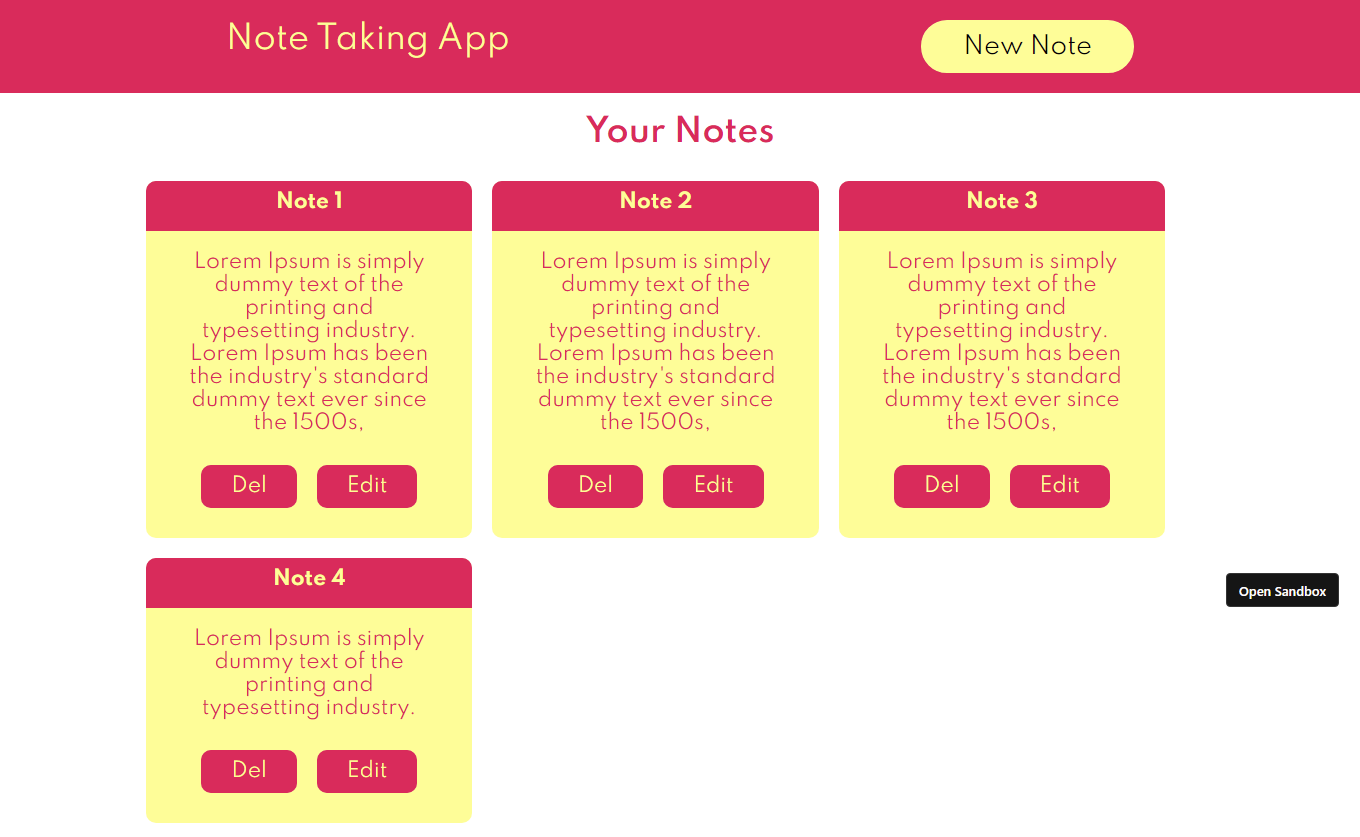 Note Taking App
New Note
Your Notes
Note 1
Lorem Ipsum is simply
dummy text of the
printing and
typesetting industry.
Lorem Ipsum has been
the industry's standard
dummy text ever since
the 1500s,
Del Edit
Note 2
Lorem Ipsum is simply
dummy text of the
printing and
typesetting industry.
Lorem Ipsum has been
the industry's standard
dummy text ever since
the 1500s,
Del Edit
Note 3
Lorem Ipsum is simply
dummy text of the
printing and
typesetting industry.
Lorem Ipsum has been
the industry's standard
dummy text ever since
the 1500s,
Del Edit
Note 4
Lorem Ipsum is simply
dummy text of the
printing and
typesetting industry.
Del Edit
Open Sandbox